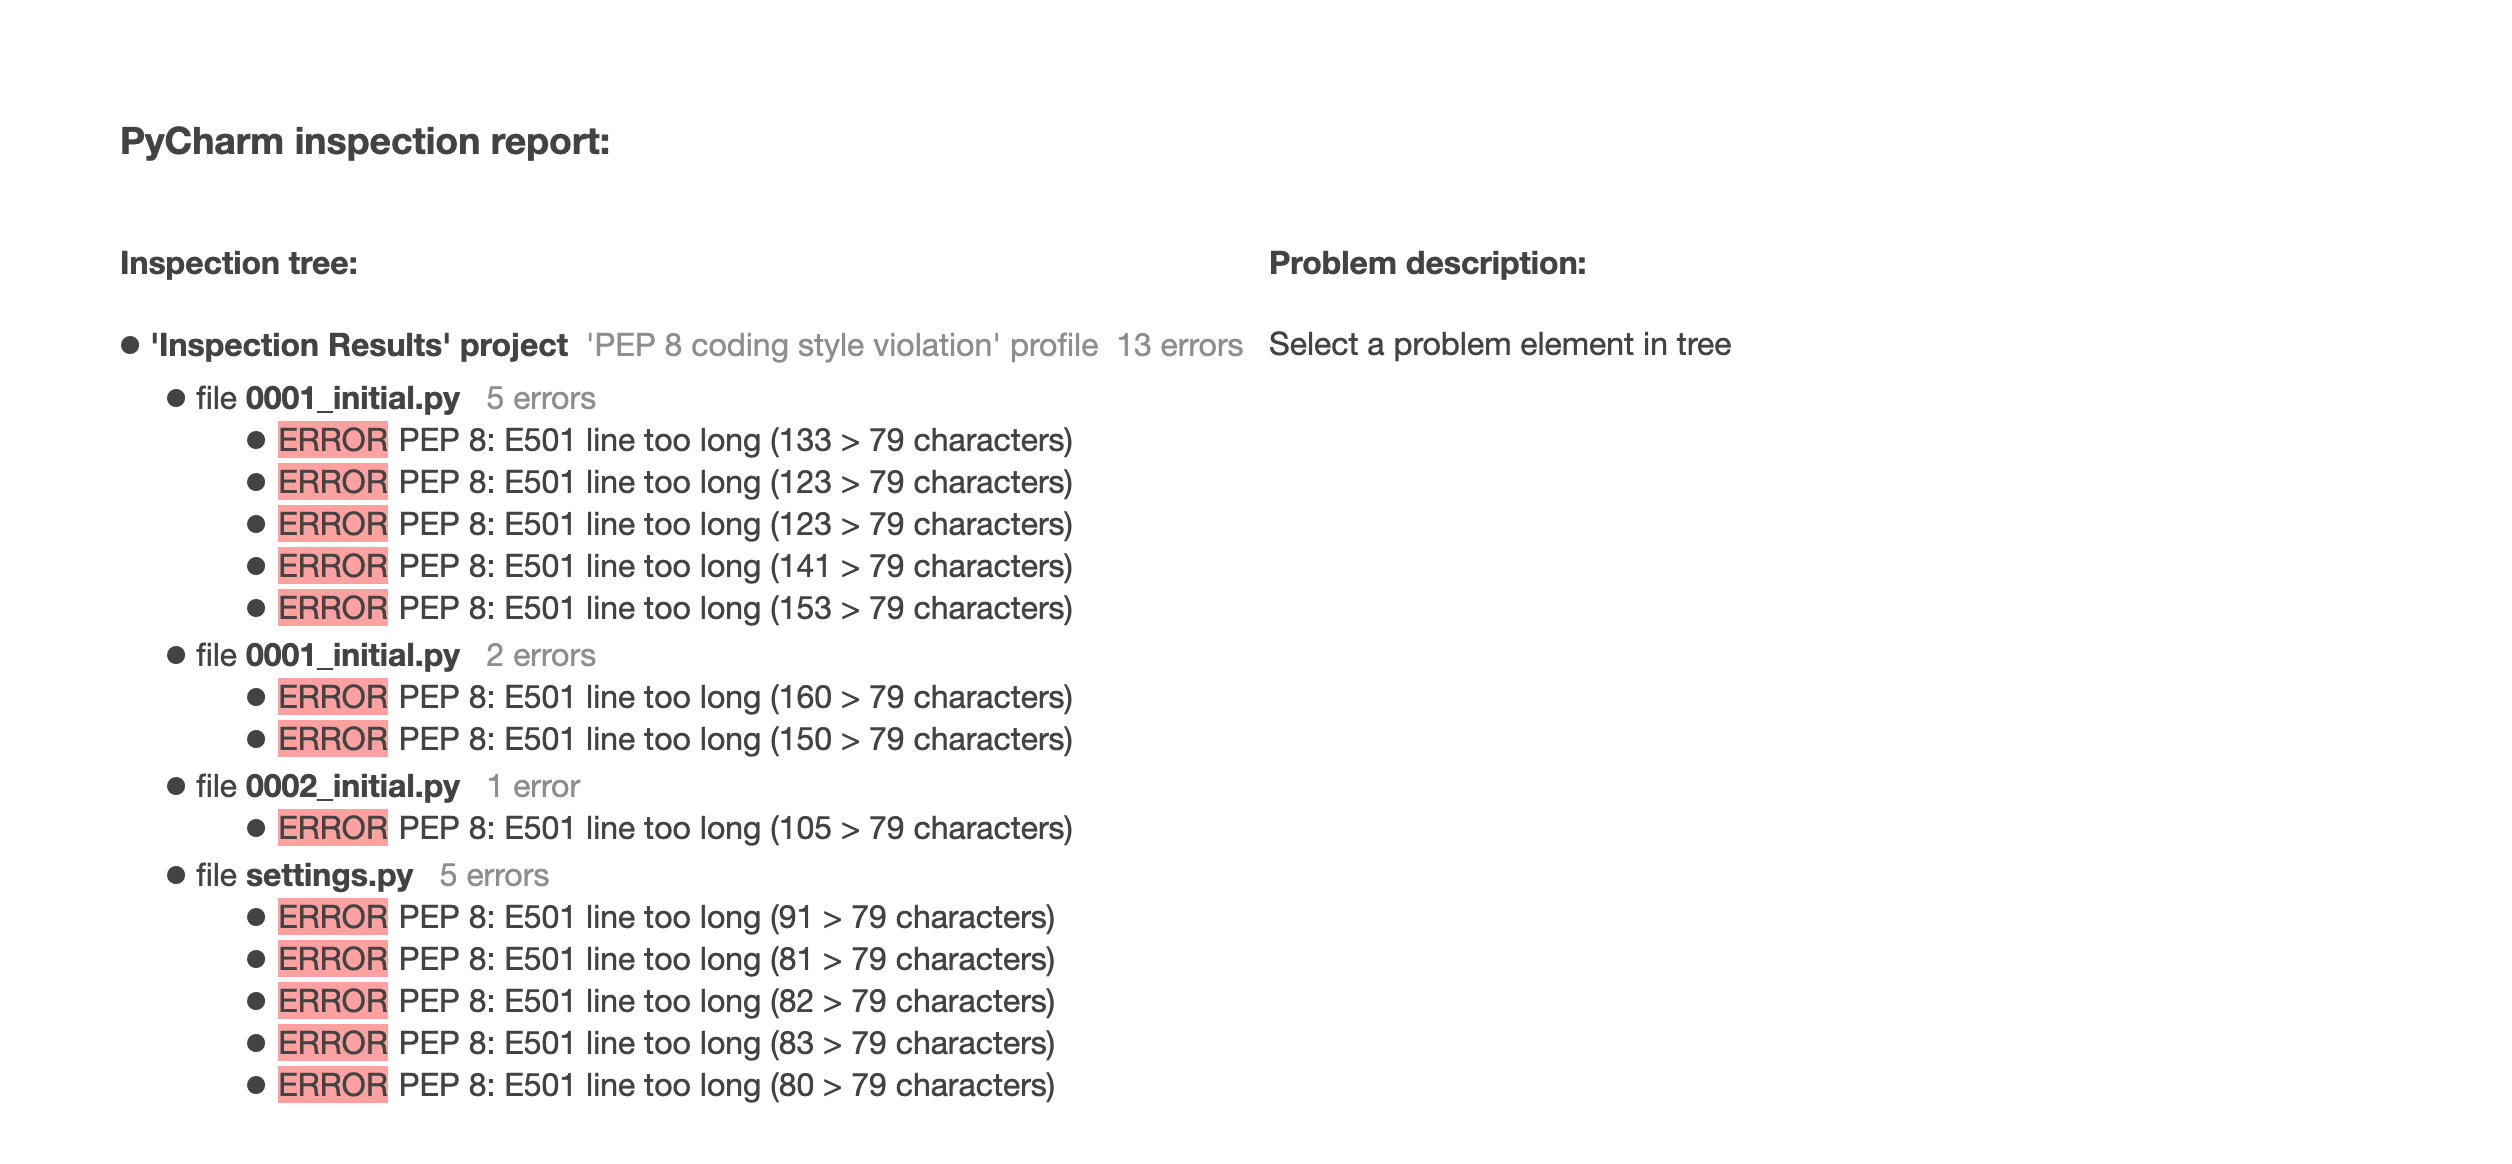 PyCharm inspection report:
Inspection tree:
Problem description:
'Inspection Results' project 'PEP 8 coding style violation' profile 13 errors
Select a problem element in tree
file 0001_initial.py 5 errors
ERROR PEP 8: E501 line too long (133 > 79 characters)
ERROR PEP 8: E501 line too long (123 > 79 characters)
ERROR PEP 8: E501 line too long (123 > 79 characters)
ERROR PEP 8: E501 line too long (141 > 79 characters)
ERROR PEP 8: E501 line too long (153 > 79 characters)
file 0001_initial.py 2 errors
ERROR PEP 8: E501 line too long (160 > 79 characters)
ERROR PEP 8: E501 line too long (150 > 79 characters)
file 0002_initial.py 1 error
ERROR PEP 8: E501 line too long (105 > 79 characters)
file settings.py 5 errors
ERROR PEP 8: E501 line too long (91 > 79 characters)
ERROR PEP 8: E501 line too long (81 > 79 characters)
ERROR PEP 8: E501 line too long (82 > 79 characters)
ERROR PEP 8: E501 line too long (83 > 79 characters)
ERROR PEP 8: E501 line too long (80 > 79 characters)